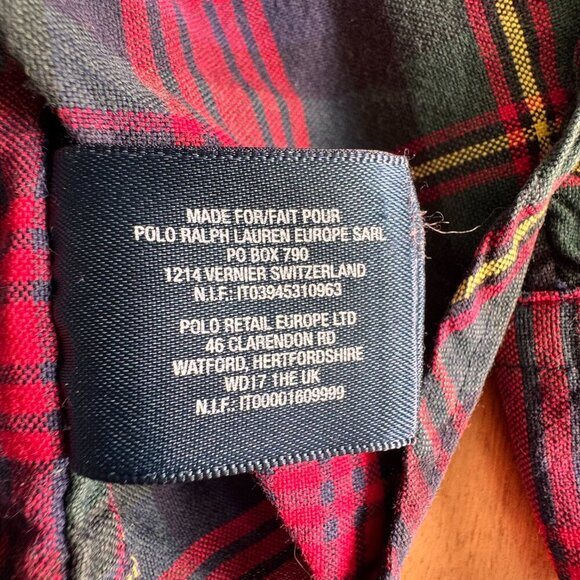 MADE FOR/FAIT POUR
POLO RALPH LAUREN EUROPE SARL
PO BOX 790
1214 VERNIER SWITZERLAND
N.I.F.: IT03945310963
POLO RETAIL EUROPE LTD
46 CLARENDON RD
WATFORD, HERTFORDSHIRE
WD17 1HE UK
N.I.F.: IT00001609999